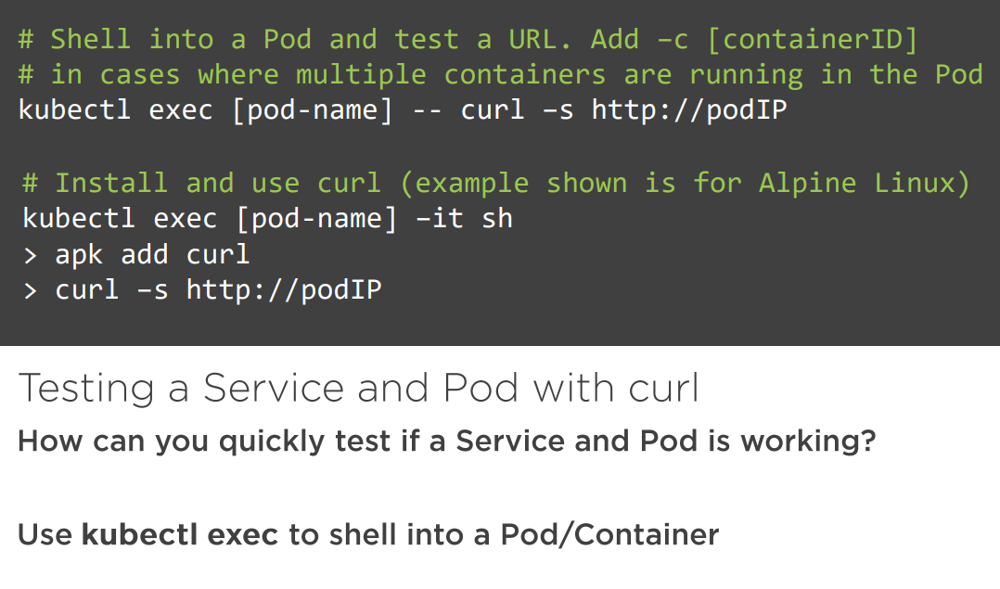 # Shell into a Pod and test a URL. Add –c [containerID]
# in cases where multiple containers are running in the Pod
kubectl exec [pod-name] -- curl –s http://podIP
# Install and use curl (example shown is for Alpine Linux)
kubectl exec [pod-name] –it sh
> apk add curl
> curl –s http://podIP
Testing a Service and Pod with curl
How can you quickly test if a Service and Pod is working?
Use kubectl exec to shell into a Pod/Container